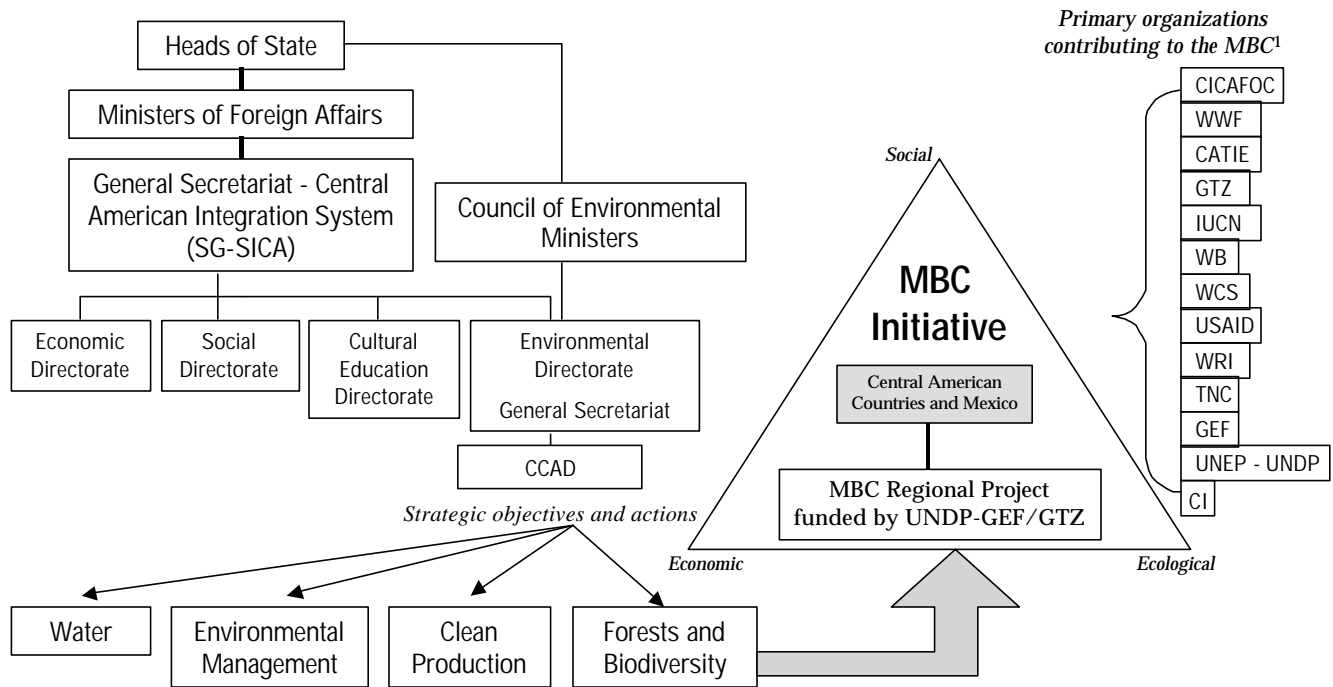 Heads of State
Ministers of Foreign Affairs
General Secretariat - Central
American Integration System
(SG-SICA)
Council of Environmental
Ministers
Economic
Directorate
Social
Directorate
Cultural
Education
Directorate
Environmental
Directorate
General Secretariat
CCAD
Strategic objectives and actions
Water
Environmental
Management
Clean
Production
Forests and
Biodiversity
Social
MBC
Initiative
Central American
Countries and Mexico
MBC Regional Project
funded by UNDP-GEF/GTZ
Economic
Ecological
Primary organizations
contributing to the MBC¹
CICAFOC
WWF
CATIE
GTZ
IUCN
WB
WCS
USAID
WRI
TNC
GEF
UNEP - UNDP
CI